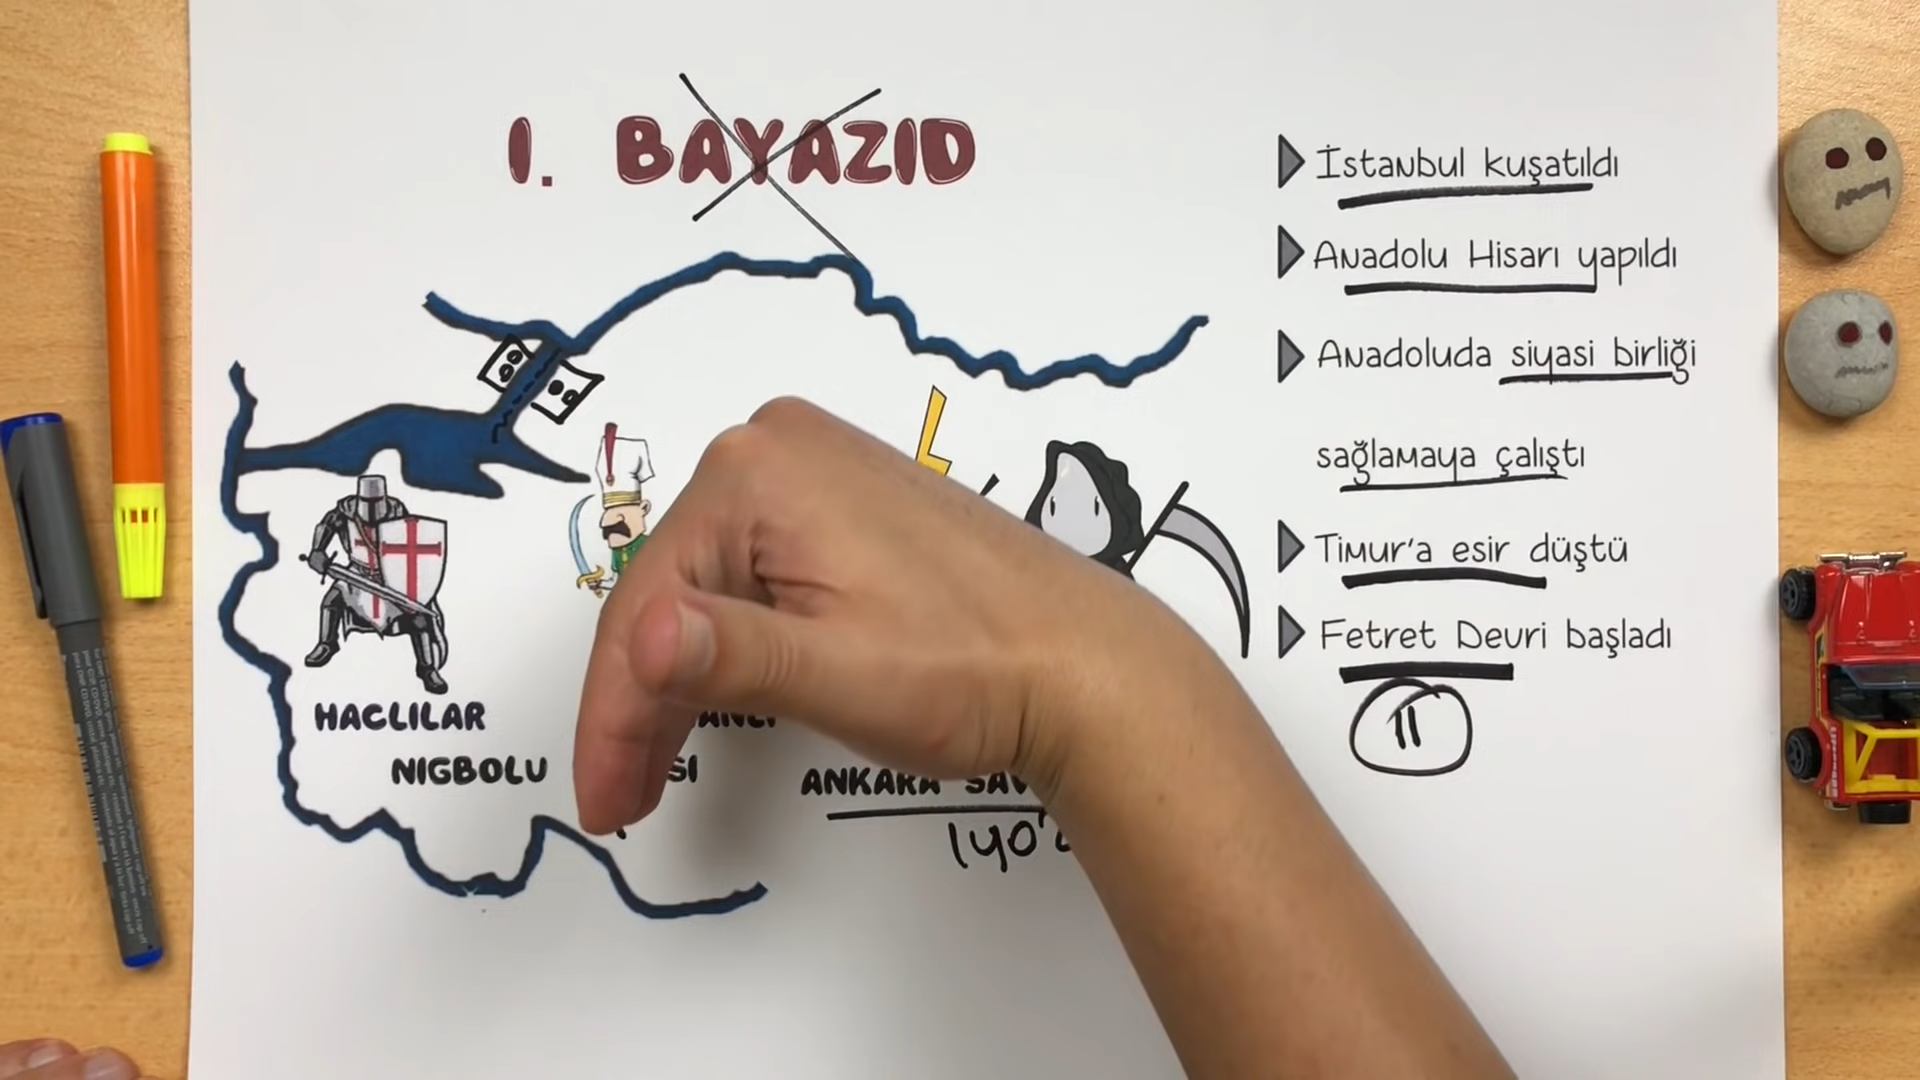 I. BAYAZID
İstanbul kuşatıldı
Anadolu Hisarı yapıldı
Anadoluda siyasi birliği
sağlamaya çalıştı
Timur'a esir düştü
Fetret Devri başladı
11
HAÇLILAR
NIGBOLU
ANKARA